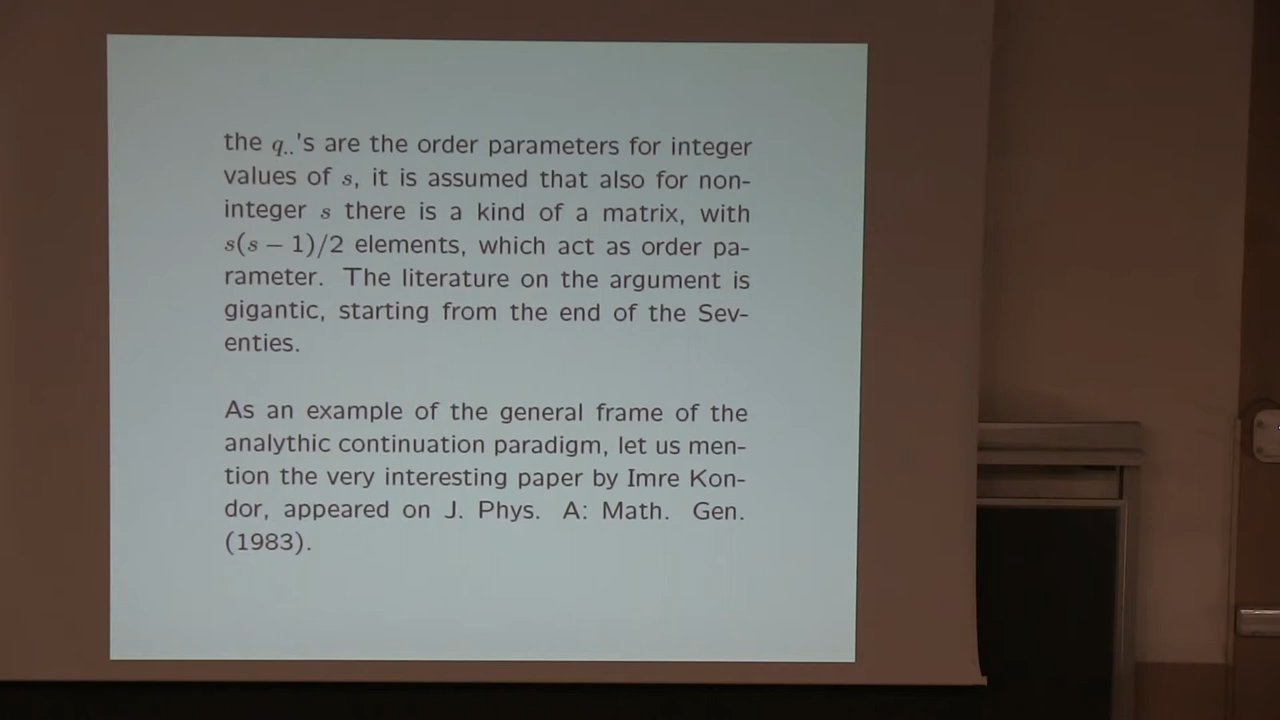 the q..'s are the order parameters for integer
values of s, it is assumed that also for non-
integer s there is a kind of a matrix, with
s(s − 1)/2 elements, which act as order pa-
rameter. The literature on the argument is
gigantic, starting from the end of the Sev-
enties.
As an example of the general frame of the
analythic continuation paradigm, let us men-
tion the very interesting paper by Imre Kon-
dor, appeared on J. Phys. A: Math. Gen.
(1983).